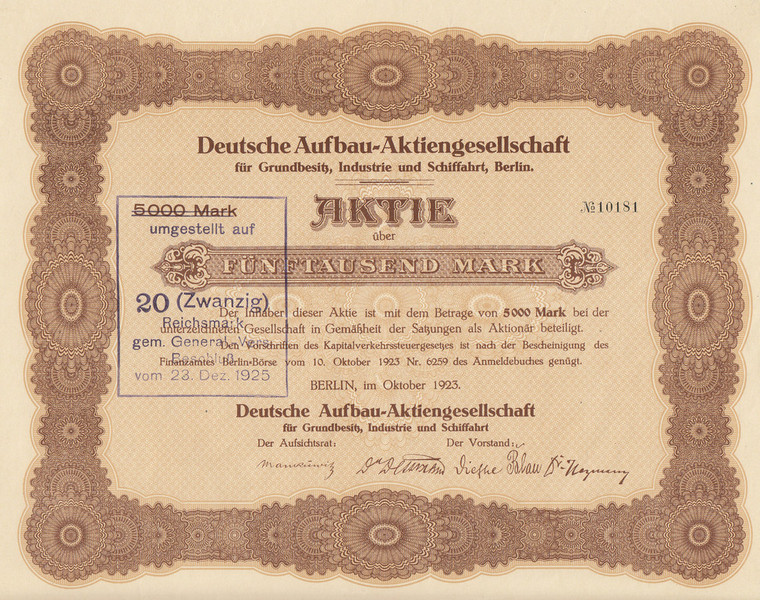 Deutsche Aufbau-Aktiengesellschaft
für Grundbesitz, Industrie und Schiffahrt, Berlin.
AKTIE
№10181
über
FÜNFTAUSEND MARK
5000 Mark
umgestellt auf
20 (Zwanzig)
Reichsmark
gem. General-Vers.
Beschluß
vom 23. Dez. 1925
Der Inhaber dieser Aktie ist mit dem Betrage von 5000 Mark bei der
unterzeichneten Gesellschaft in Gemäßheit der Satzungen als Aktionär beteiligt.
Den Vorschriften des Kapitalverkehrssteuergesetzes ist nach der Bescheinigung des
Finanzamtes Berlin-Börse vom 10. Oktober 1923 Nr. 6259 des Anmeldebuches genügt.
BERLIN, im Oktober 1923.
Deutsche Aufbau-Aktiengesellschaft
für Grundbesitz, Industrie und Schiffahrt
Der Aufsichtsrat: Der Vorstand: